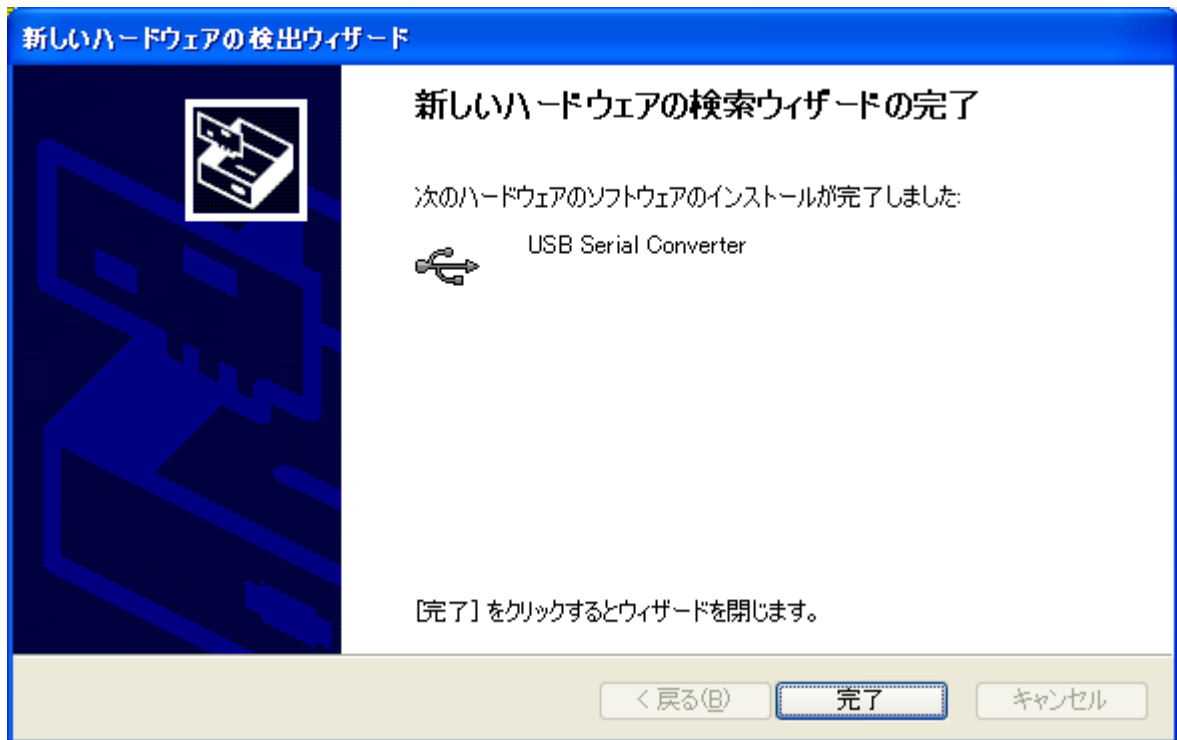 新しいハードウェアの検出ウィザード
新しいハードウェアの検索ウィザードの完了
次のハードウェアのソフトウェアのインストールが完了しました:
USB Serial Converter
[完了] をクリックするとウィザードを閉じます。
< 戻る(B)
完了
キャンセル